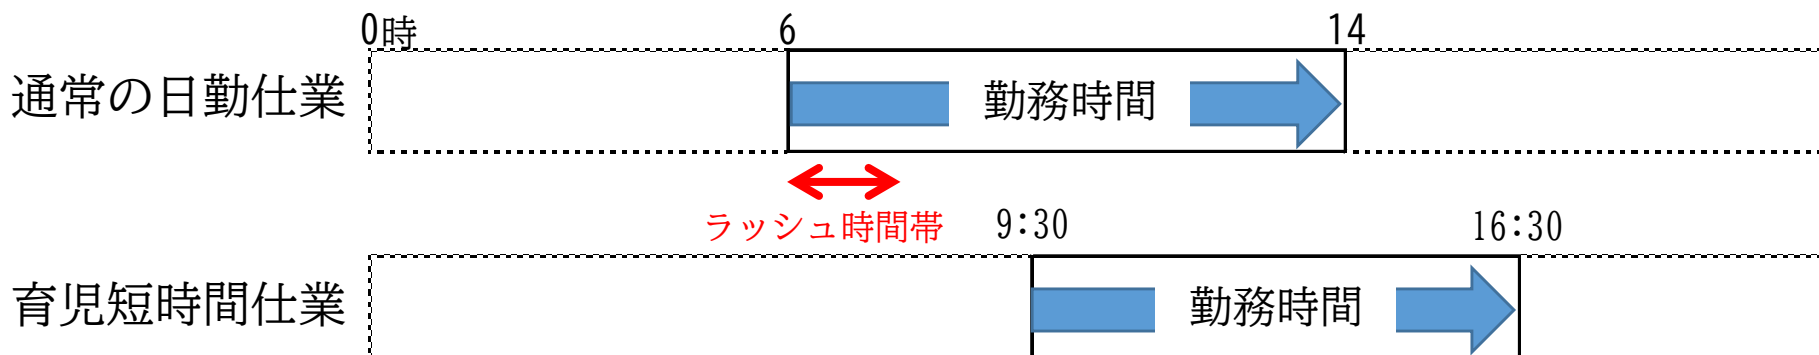 0時 6 14
通常の日勤仕業 勤務時間
ラッシュ時間帯 9:30 16:30
育児短時間仕業 勤務時間